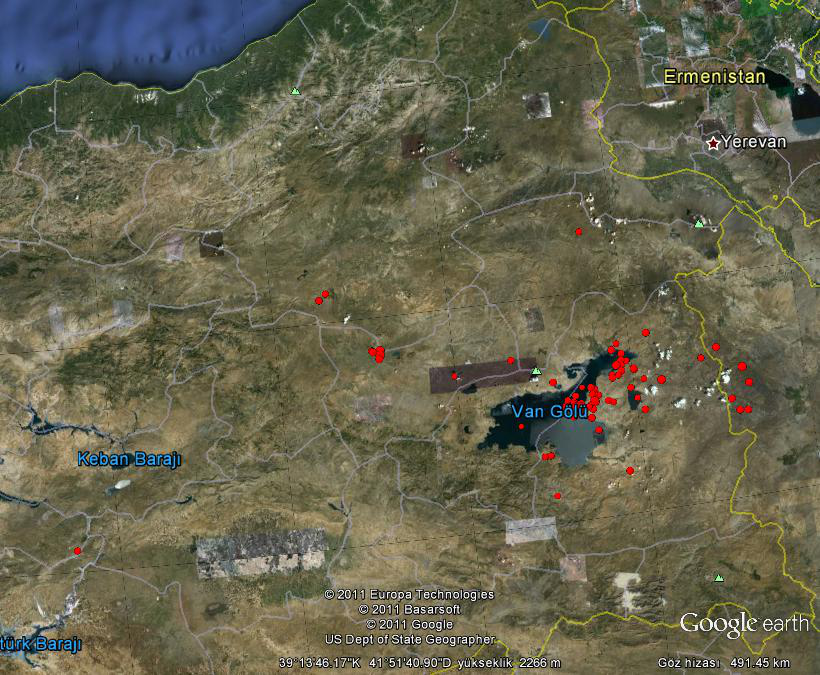 Ermenistan
Yerevan
Van Gölü
Keban Barajı
türk Barajı
© 2011 Europa Technologies
© 2011 Basarsoft
© 2011 Google
US Dept of State Geographer
Google earth
39°13'46.17"K 41°51'40.90"D yükseklik 2266 m
Göz hizası 491.45 km